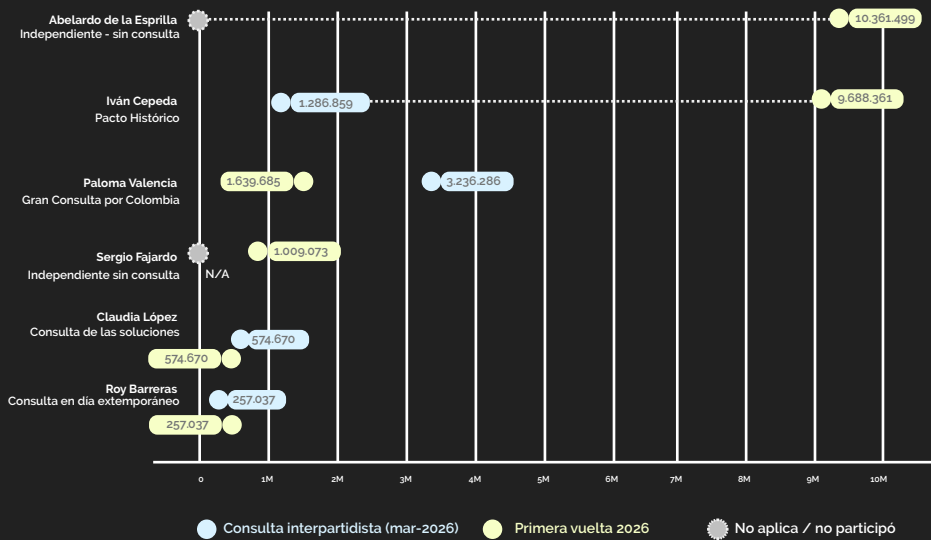 Abelardo de la Esprilla
Independiente - sin consulta
10.361.499
Iván Cepeda
Pacto Histórico
1.286.859
9.688.361
Paloma Valencia
Gran Consulta por Colombia
1.639.685
3.236.286
Sergio Fajardo
Independiente sin consulta
N/A
1.009.073
Claudia López
Consulta de las soluciones
574.670
574.670
Roy Barreras
Consulta en día extemporáneo
257.037
257.037
0 1M 2M 3M 4M 5M 6M 7M 8M 9M 10M
Consulta interpartidista (mar-2026) Primera vuelta 2026 No aplica / no participó